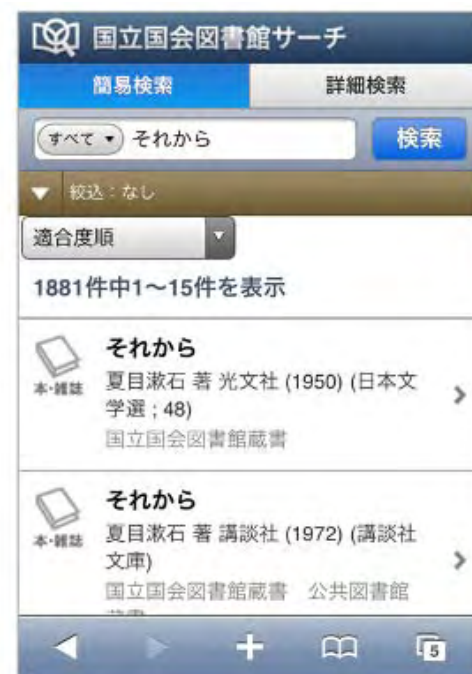 国立国会図書館サーチ
簡易検索
詳細検索
すべて
それから
検索
絞込：なし
適合度順
1881件中1〜15件を表示
それから
本・雑誌
夏目漱石 著 光文社 (1950) (日本文
学選 ; 48)
国立国会図書館蔵書
それから
本・雑誌
夏目漱石 著 講談社 (1972) (講談社
文庫)
国立国会図書館蔵書　公共図書館
5